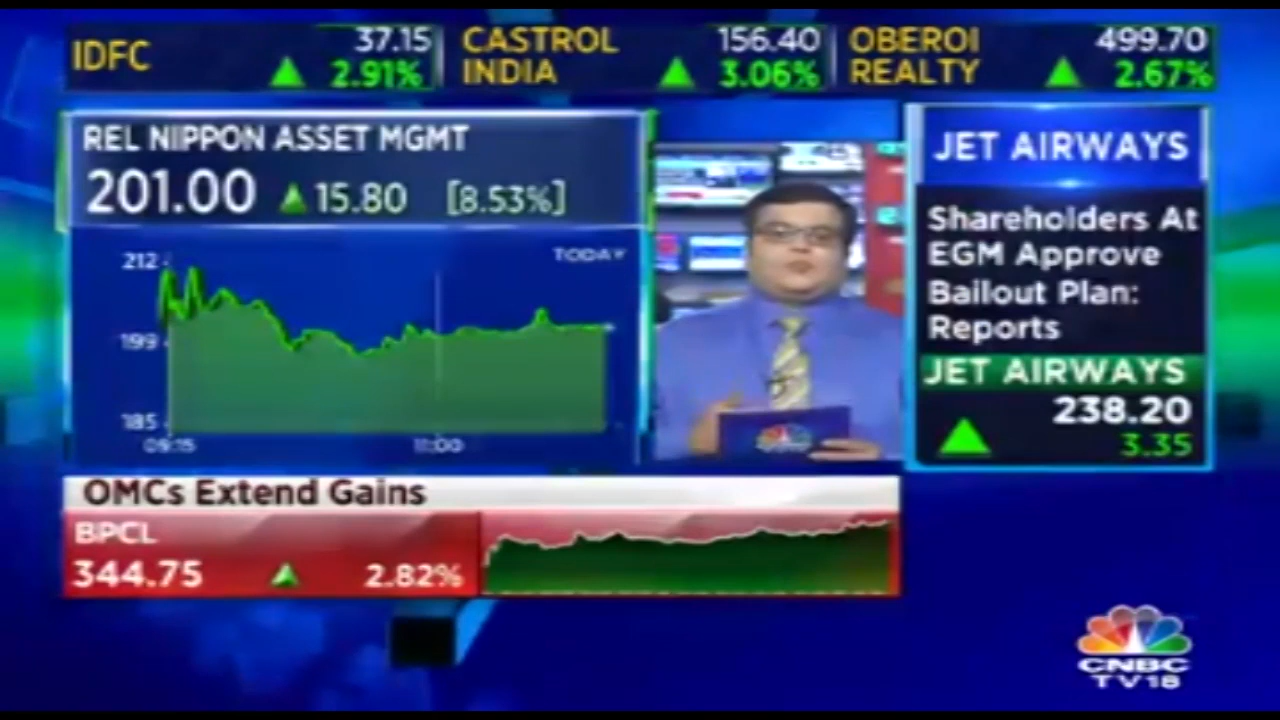 IDFC
37.15
2.91%
CASTROL
INDIA
156.40
3.06%
OBEROI
REALTY
499.70
2.67%
REL NIPPON ASSET MGMT
201.00 15.80 [8.53%]
TODAY
212
199
185
09:15 11:00
JET AIRWAYS
Shareholders At
EGM Approve
Bailout Plan:
Reports
JET AIRWAYS
238.20
3.35
OMCs Extend Gains
BPCL
344.75 2.82%
CNBC
TV18